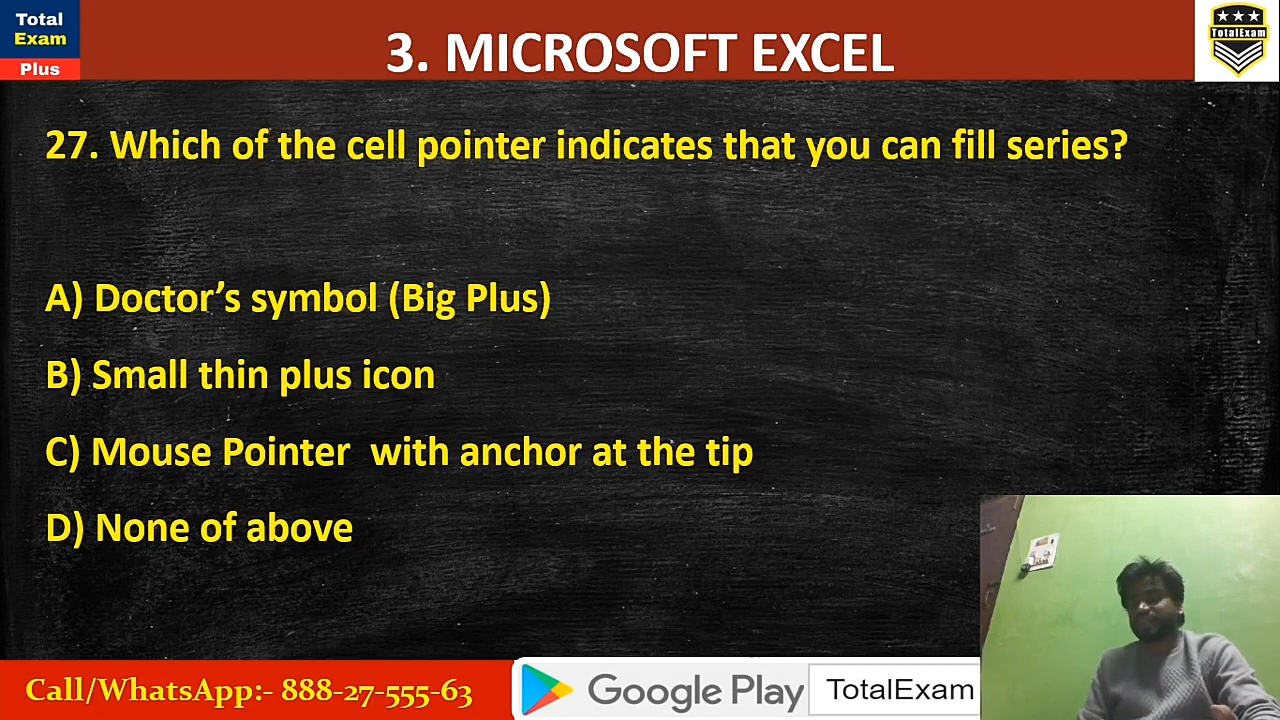 Total
Exam
Plus
3. MICROSOFT EXCEL
TotalExam
27. Which of the cell pointer indicates that you can fill series?
A) Doctor’s symbol (Big Plus)
B) Small thin plus icon
C) Mouse Pointer  with anchor at the tip
D) None of above
Call/WhatsApp:- 888-27-555-63
Google Play
TotalExam